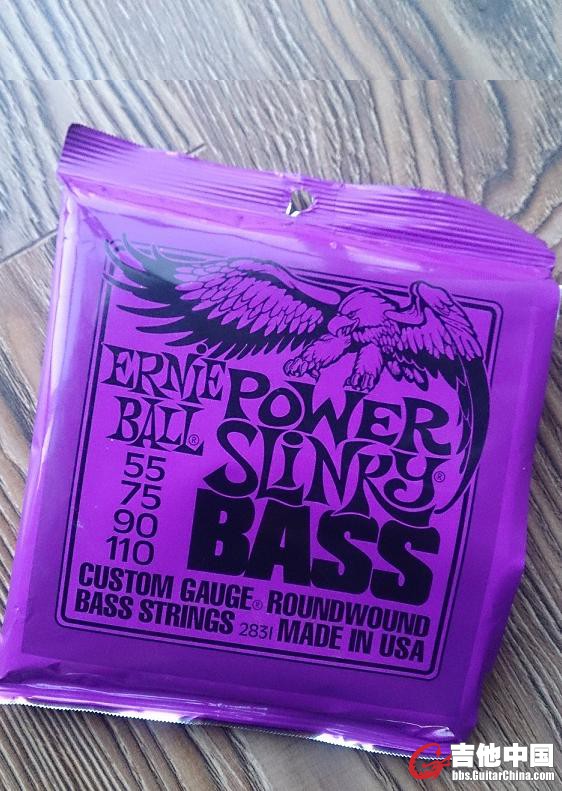 ERNIE BALL®
POWER SLINKY®
BASS
55
75
90
110
CUSTOM GAUGE® ROUNDWOUND
BASS STRINGS 2831 MADE IN USA
吉他中国
bbs.GuitarChina.com